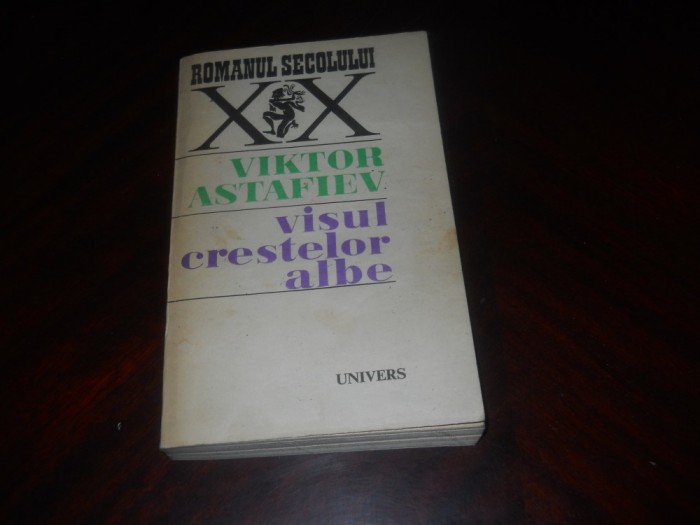 ROMANUL SECOLULUI
XX
VIKTOR
ASTAFIEV
visul
crestelor
albe
UNIVERS